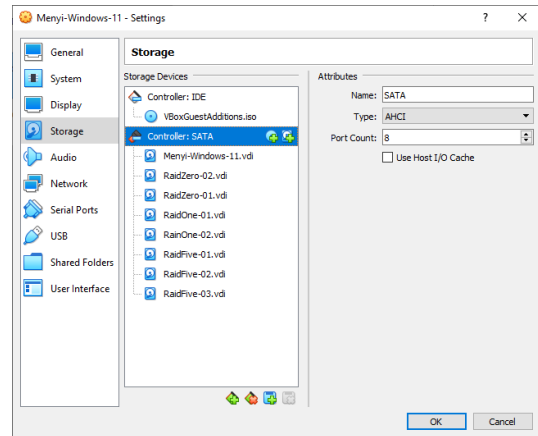 Menyi-Windows-11 - Settings
?
General
System
Display
Storage
Audio
Network
Serial Ports
USB
Shared Folders
User Interface
Storage
Storage Devices
Controller: IDE
VBoxGuestAdditions.iso
Controller: SATA
Menyi-Windows-11.vdi
RaidZero-02.vdi
RaidZero-01.vdi
RaidOne-01.vdi
RainOne-02.vdi
RaidFive-01.vdi
RaidFive-02.vdi
RaidFive-03.vdi
Attributes
Name: SATA
Type: AHCI
Port Count: 8
Use Host I/O Cache
OK
Cancel